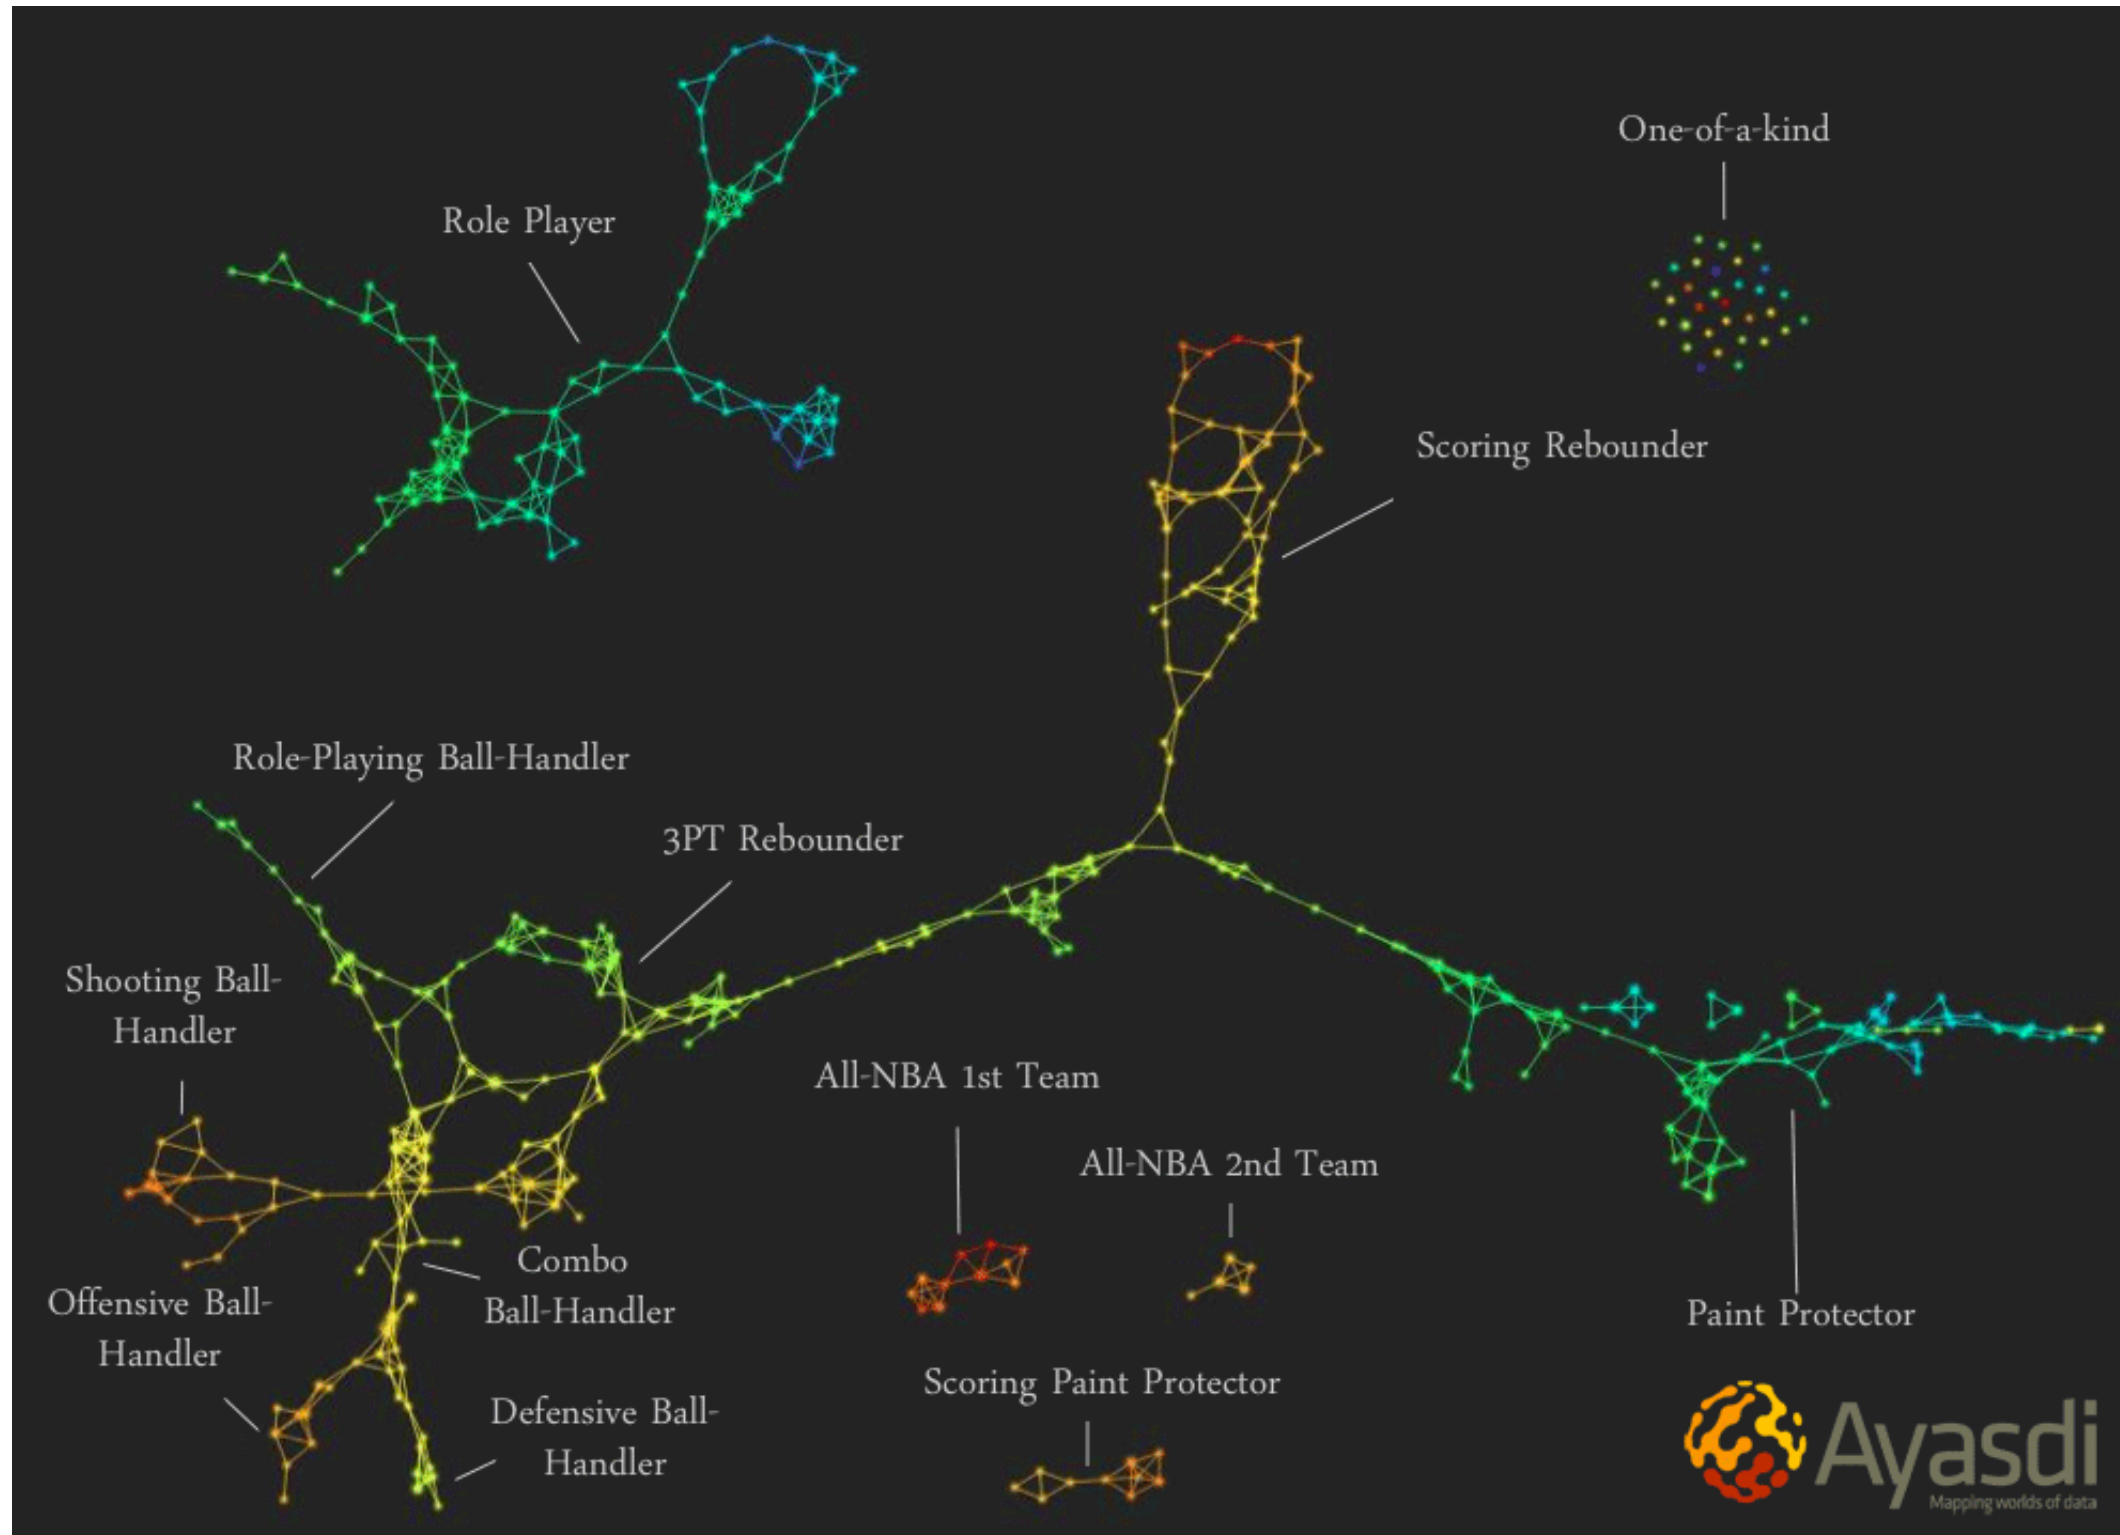 One-of-a-kind
Role Player
Scoring Rebounder
Role-Playing Ball-Handler
3PT Rebounder
Shooting Ball-
Handler
All-NBA 1st Team
All-NBA 2nd Team
Combo
Ball-Handler
Offensive Ball-
Handler
Paint Protector
Scoring Paint Protector
Defensive Ball-
Handler
Ayasdi
Mapping worlds of data